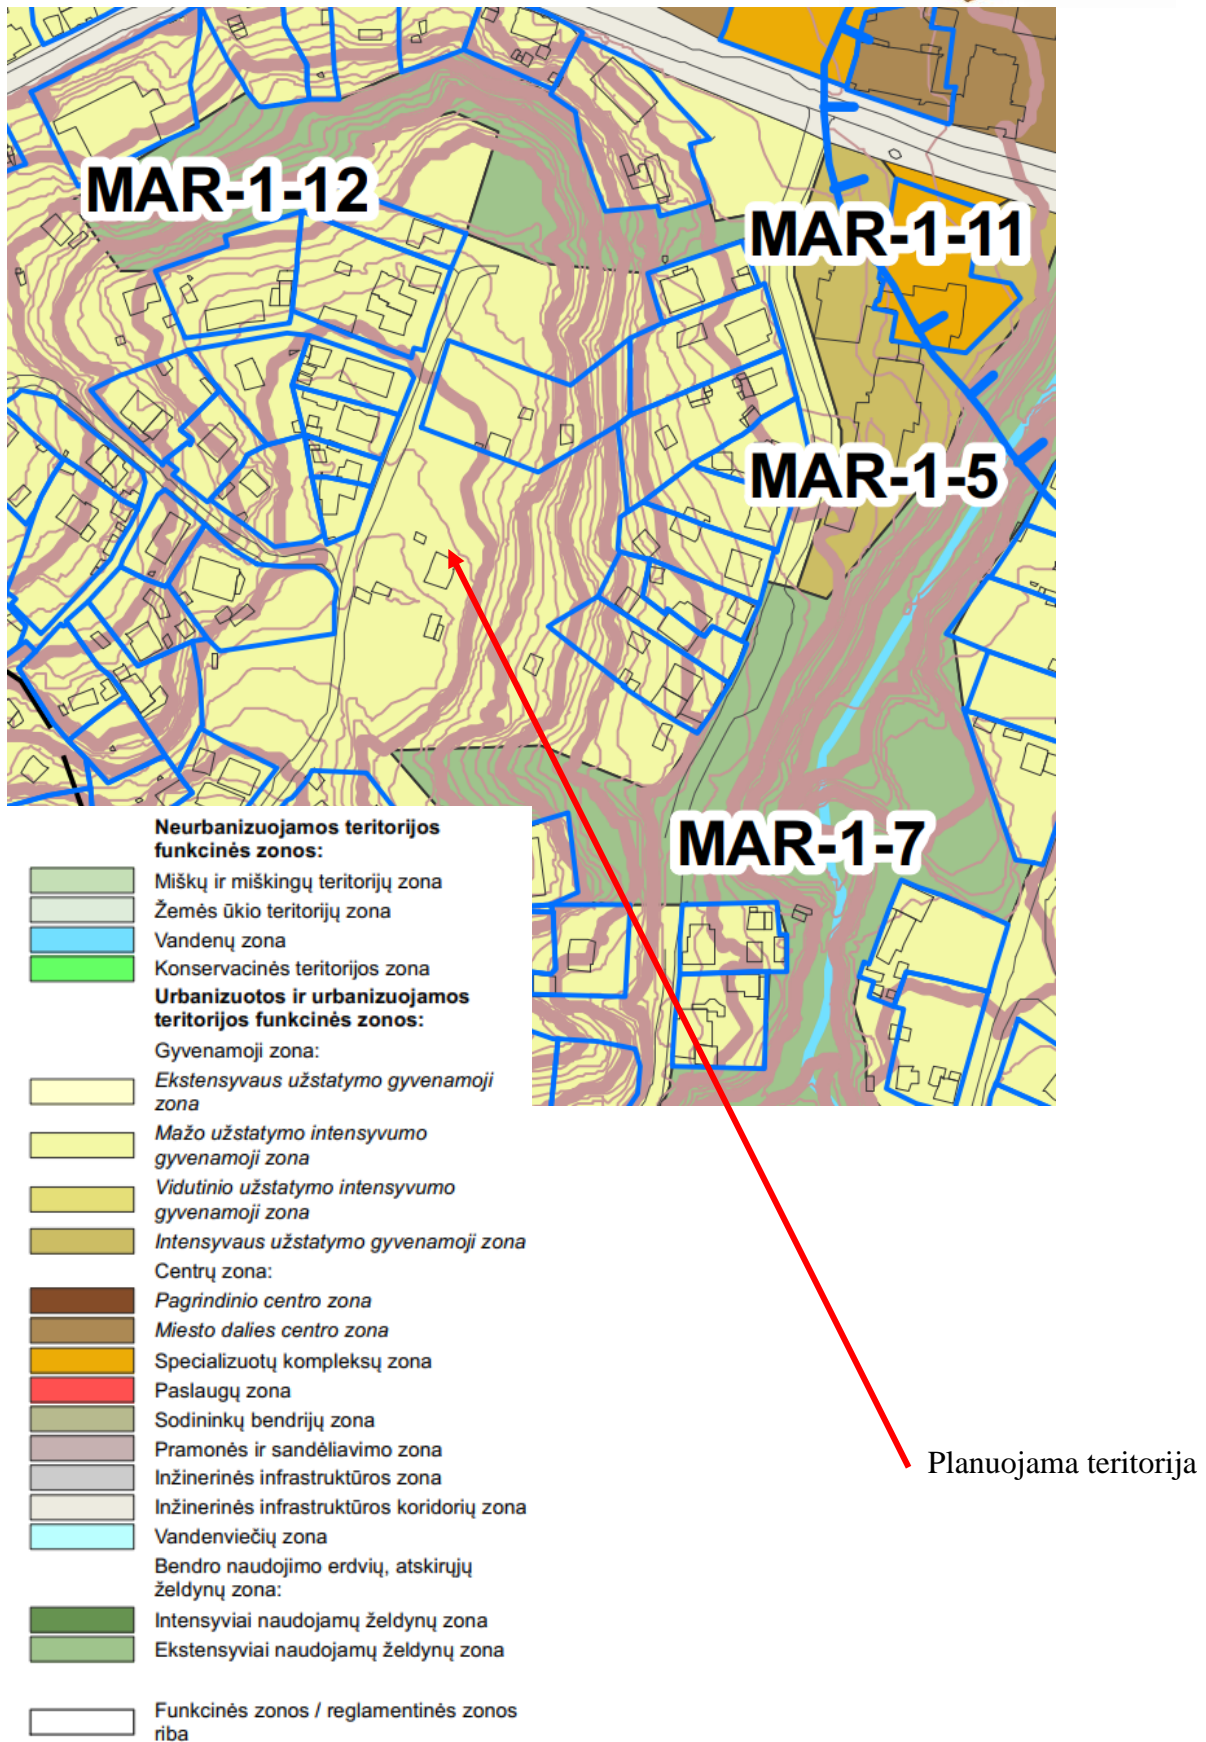 MAR-1-12
MAR-1-11
MAR-1-5
MAR-1-7
Neurbanizuojamos teritorijos
funkcinės zonos:
Miškų ir miškingų teritorijų zona
Žemės ūkio teritorijų zona
Vandenų zona
Konservacinės teritorijos zona
Urbanizuotos ir urbanizuojamos
teritorijos funkcinės zonos:
Gyvenamoji zona:
Ekstensyvaus užstatymo gyvenamoji
zona
Mažo užstatymo intensyvumo
gyvenamoji zona
Vidutinio užstatymo intensyvumo
gyvenamoji zona
Intensyvaus užstatymo gyvenamoji zona
Centrų zona:
Pagrindinio centro zona
Miesto dalies centro zona
Specializuotų kompleksų zona
Paslaugų zona
Sodininkų bendrijų zona
Pramonės ir sandėliavimo zona
Inžinerinės infrastruktūros zona
Inžinerinės infrastruktūros koridorių zona
Vandenviečių zona
Bendro naudojimo erdvių, atskirųjų
želdynų zona:
Intensyviai naudojamų želdynų zona
Ekstensyviai naudojamų želdynų zona
Funkcinės zonos / reglamentinės zonos
riba
Planuojama teritorija